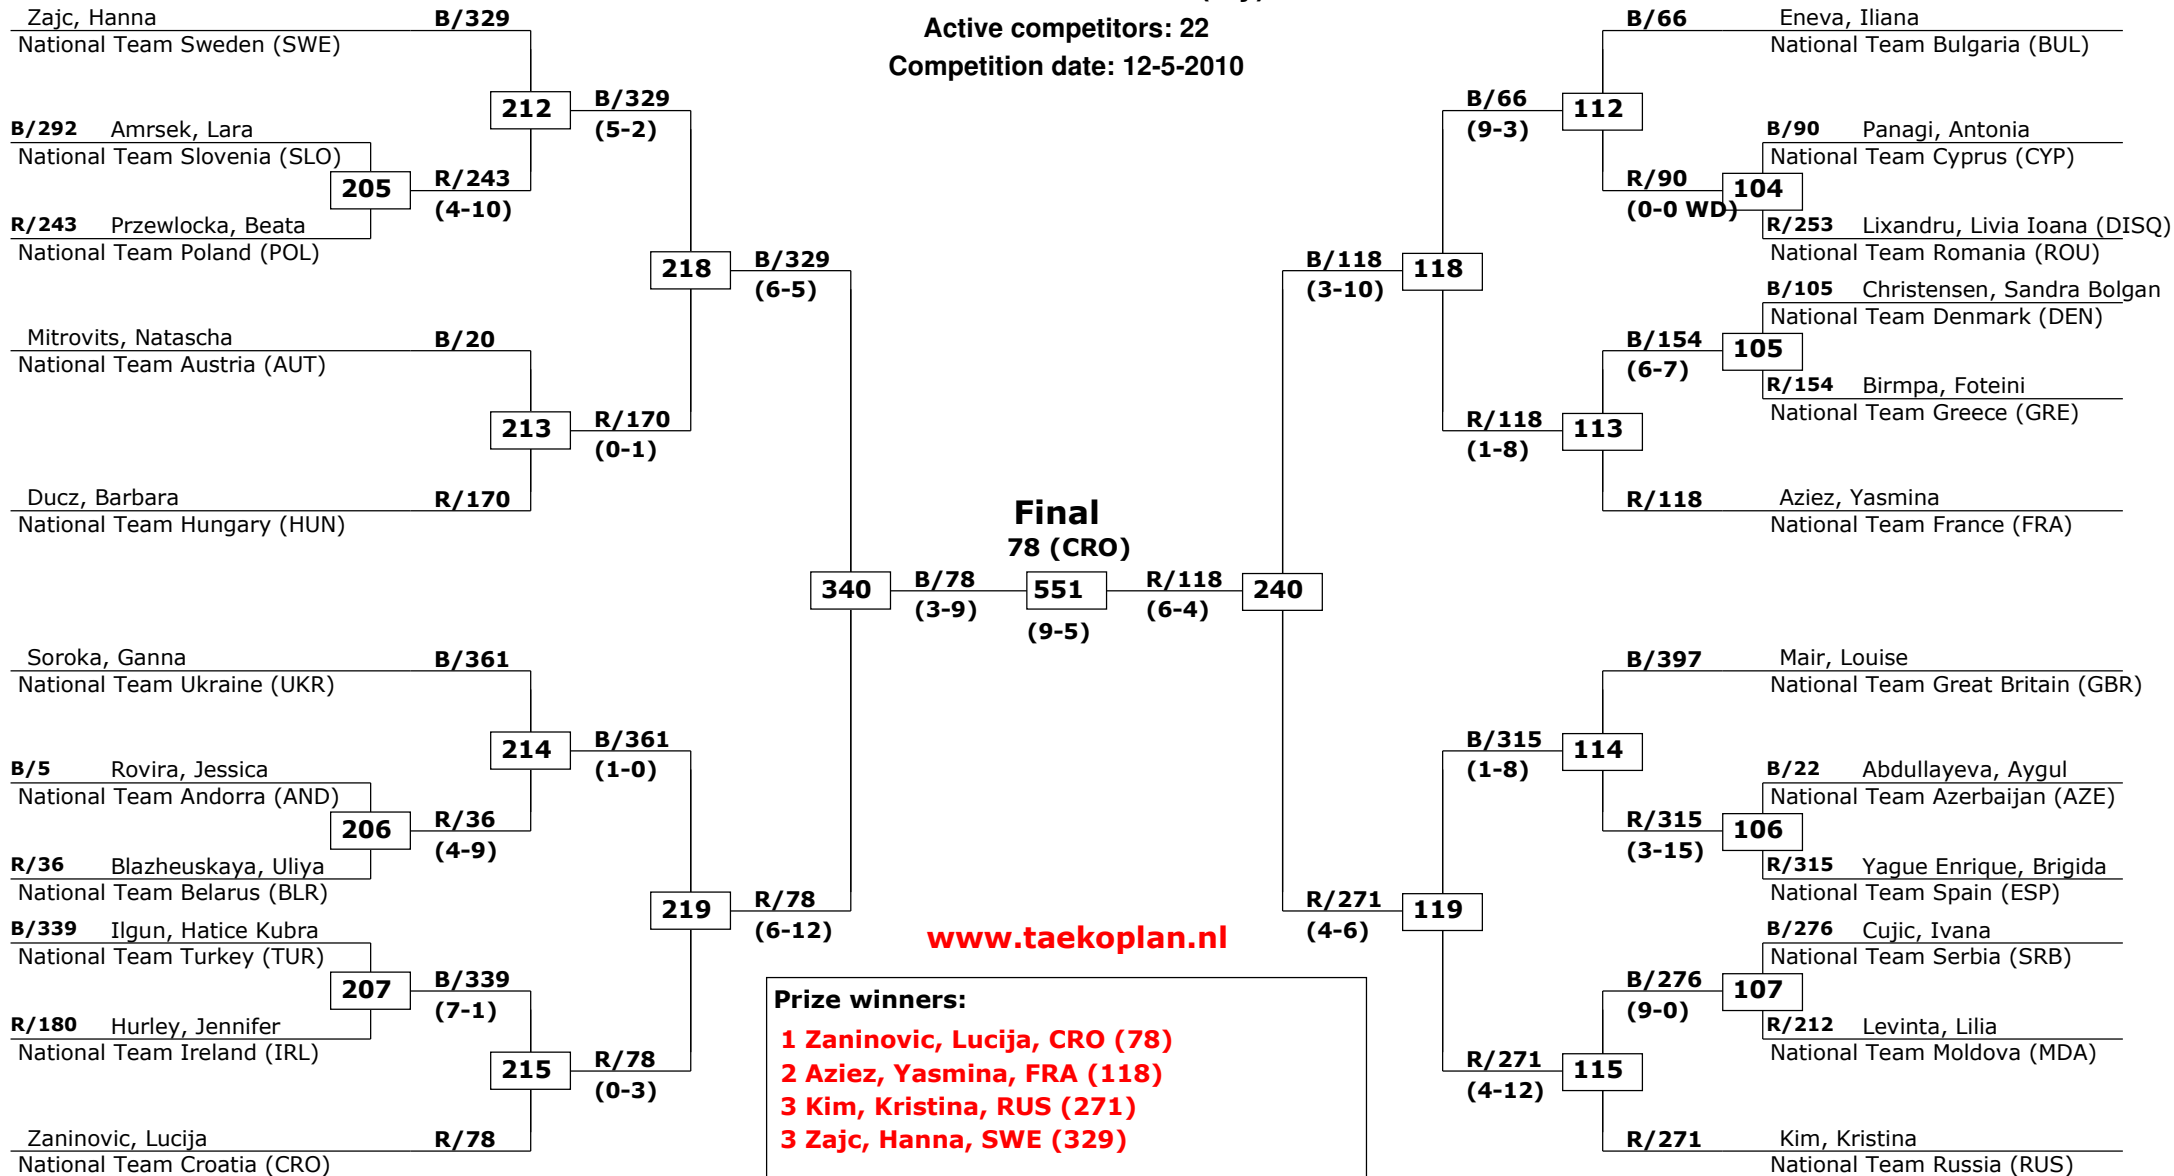 Active competitors: 22
Competition date: 12-5-2010
Zajc, Hanna B/329
National Team Sweden (SWE)
212
B/329
(5-2)
B/292 Amrsek, Lara
National Team Slovenia (SLO)
205
R/243
(4-10)
R/243 Przewlocka, Beata
National Team Poland (POL)
218
B/329
(6-5)
Mitrovits, Natascha B/20
National Team Austria (AUT)
213
R/170
(0-1)
Ducz, Barbara R/170
National Team Hungary (HUN)
340
B/78
(3-9)
Soroka, Ganna B/361
National Team Ukraine (UKR)
214
B/361
(1-0)
B/5 Rovira, Jessica
National Team Andorra (AND)
206
R/36
(4-9)
R/36 Blazheuskaya, Uliya
National Team Belarus (BLR)
219
R/78
(6-12)
B/339 Ilgun, Hatice Kubra
National Team Turkey (TUR)
207
B/339
(7-1)
R/180 Hurley, Jennifer
National Team Ireland (IRL)
215
R/78
(0-3)
Zaninovic, Lucija R/78
National Team Croatia (CRO)
Final
78 (CRO)
551
(9-5)
B/66 Eneva, Iliana
National Team Bulgaria (BUL)
B/66
(9-3)
112
B/90 Panagi, Antonia
National Team Cyprus (CYP)
R/90
(0-0 WD)
104
R/253 Lixandru, Livia Ioana (DISQ)
National Team Romania (ROU)
B/118
(3-10)
118
B/105 Christensen, Sandra Bolgan
National Team Denmark (DEN)
B/154
(6-7)
105
R/154 Birmpa, Foteini
National Team Greece (GRE)
R/118
(1-8)
113
R/118 Aziez, Yasmina
National Team France (FRA)
R/118
(6-4)
240
B/397 Mair, Louise
National Team Great Britain (GBR)
B/315
(1-8)
114
B/22 Abdullayeva, Aygul
National Team Azerbaijan (AZE)
R/315
(3-15)
106
R/315 Yague Enrique, Brigida
National Team Spain (ESP)
R/271
(4-6)
119
B/276 Cujic, Ivana
National Team Serbia (SRB)
B/276
(9-0)
107
R/212 Levinta, Lilia
National Team Moldova (MDA)
R/271
(4-12)
115
R/271 Kim, Kristina
National Team Russia (RUS)
www.taekoplan.nl
Prize winners:
1 Zaninovic, Lucija, CRO (78)
2 Aziez, Yasmina, FRA (118)
3 Kim, Kristina, RUS (271)
3 Zajc, Hanna, SWE (329)